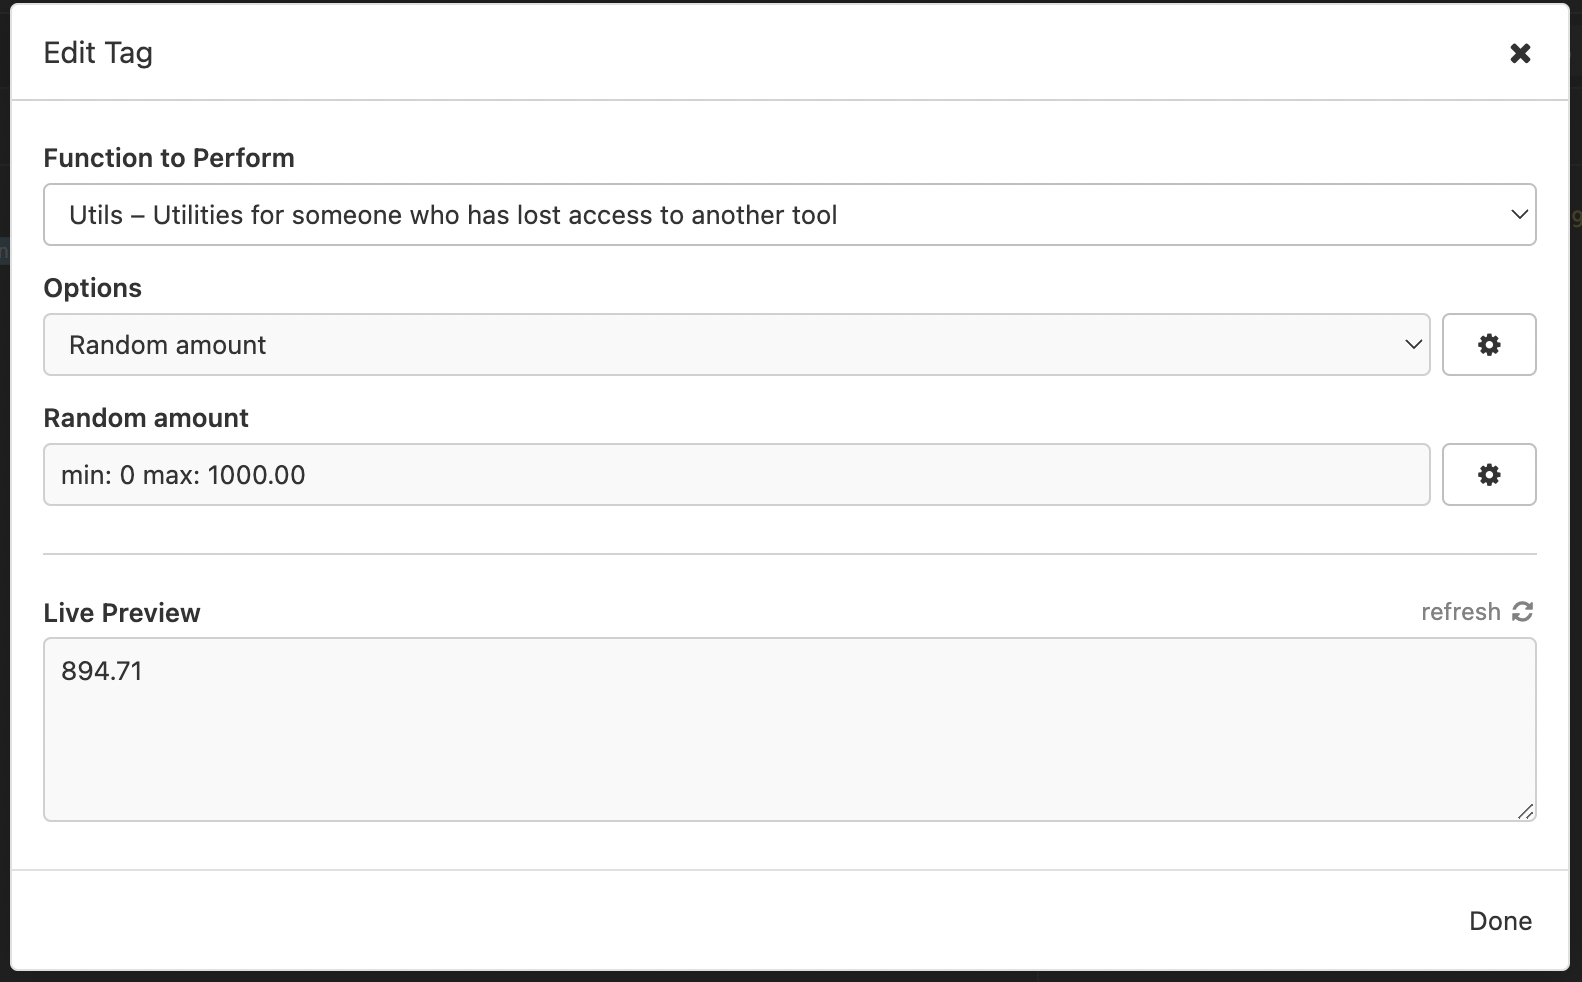 Edit Tag
Function to Perform
Utils – Utilities for someone who has lost access to another tool
Options
Random amount
Random amount
min: 0 max: 1000.00
Live Preview
refresh
894.71
Done